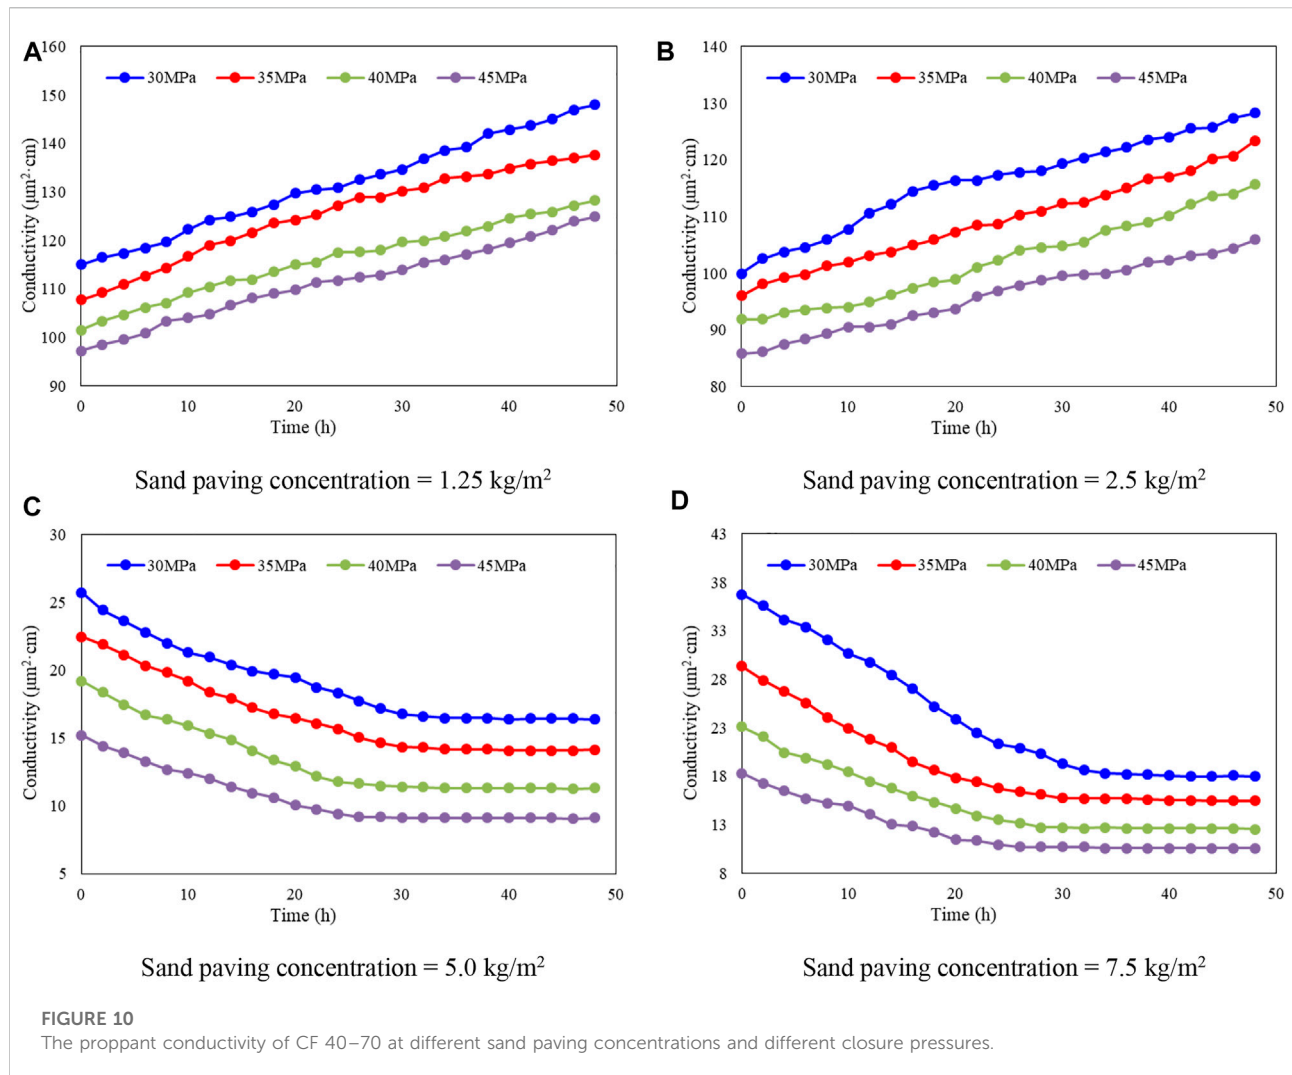 A
160
150
140
130
120
110
100
90
Conductivity (μm²·cm)
30MPa 35MPa 40MPa 45MPa
0 10 20 30 40 50
Time (h)
Sand paving concentration = 1.25 kg/m²
B
140
130
120
110
100
90
80
Conductivity (μm²·cm)
30MPa 35MPa 40MPa 45MPa
0 10 20 30 40 50
Time (h)
Sand paving concentration = 2.5 kg/m²
C
30
25
20
15
10
5
Conductivity (μm²·cm)
30MPa 35MPa 40MPa 45MPa
0 10 20 30 40 50
Time (h)
Sand paving concentration = 5.0 kg/m²
D
43
38
33
28
23
18
13
8
Conductivity (μm²·cm)
30MPa 35MPa 40MPa 45MPa
0 10 20 30 40 50
Time (h)
Sand paving concentration = 7.5 kg/m²
FIGURE 10
The proppant conductivity of CF 40–70 at different sand paving concentrations and different closure pressures.